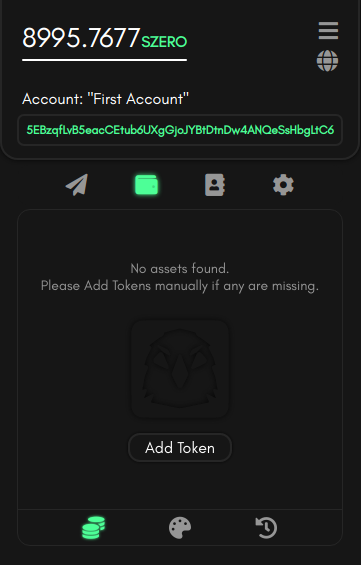 8995.7677SZERO
Account: "First Account"
5EBzqfLvB5eacCEtub6UXgGjoJYBtDtnDw4ANQeSsHbgLtC6
No assets found.
Please Add Tokens manually if any are missing.
Add Token